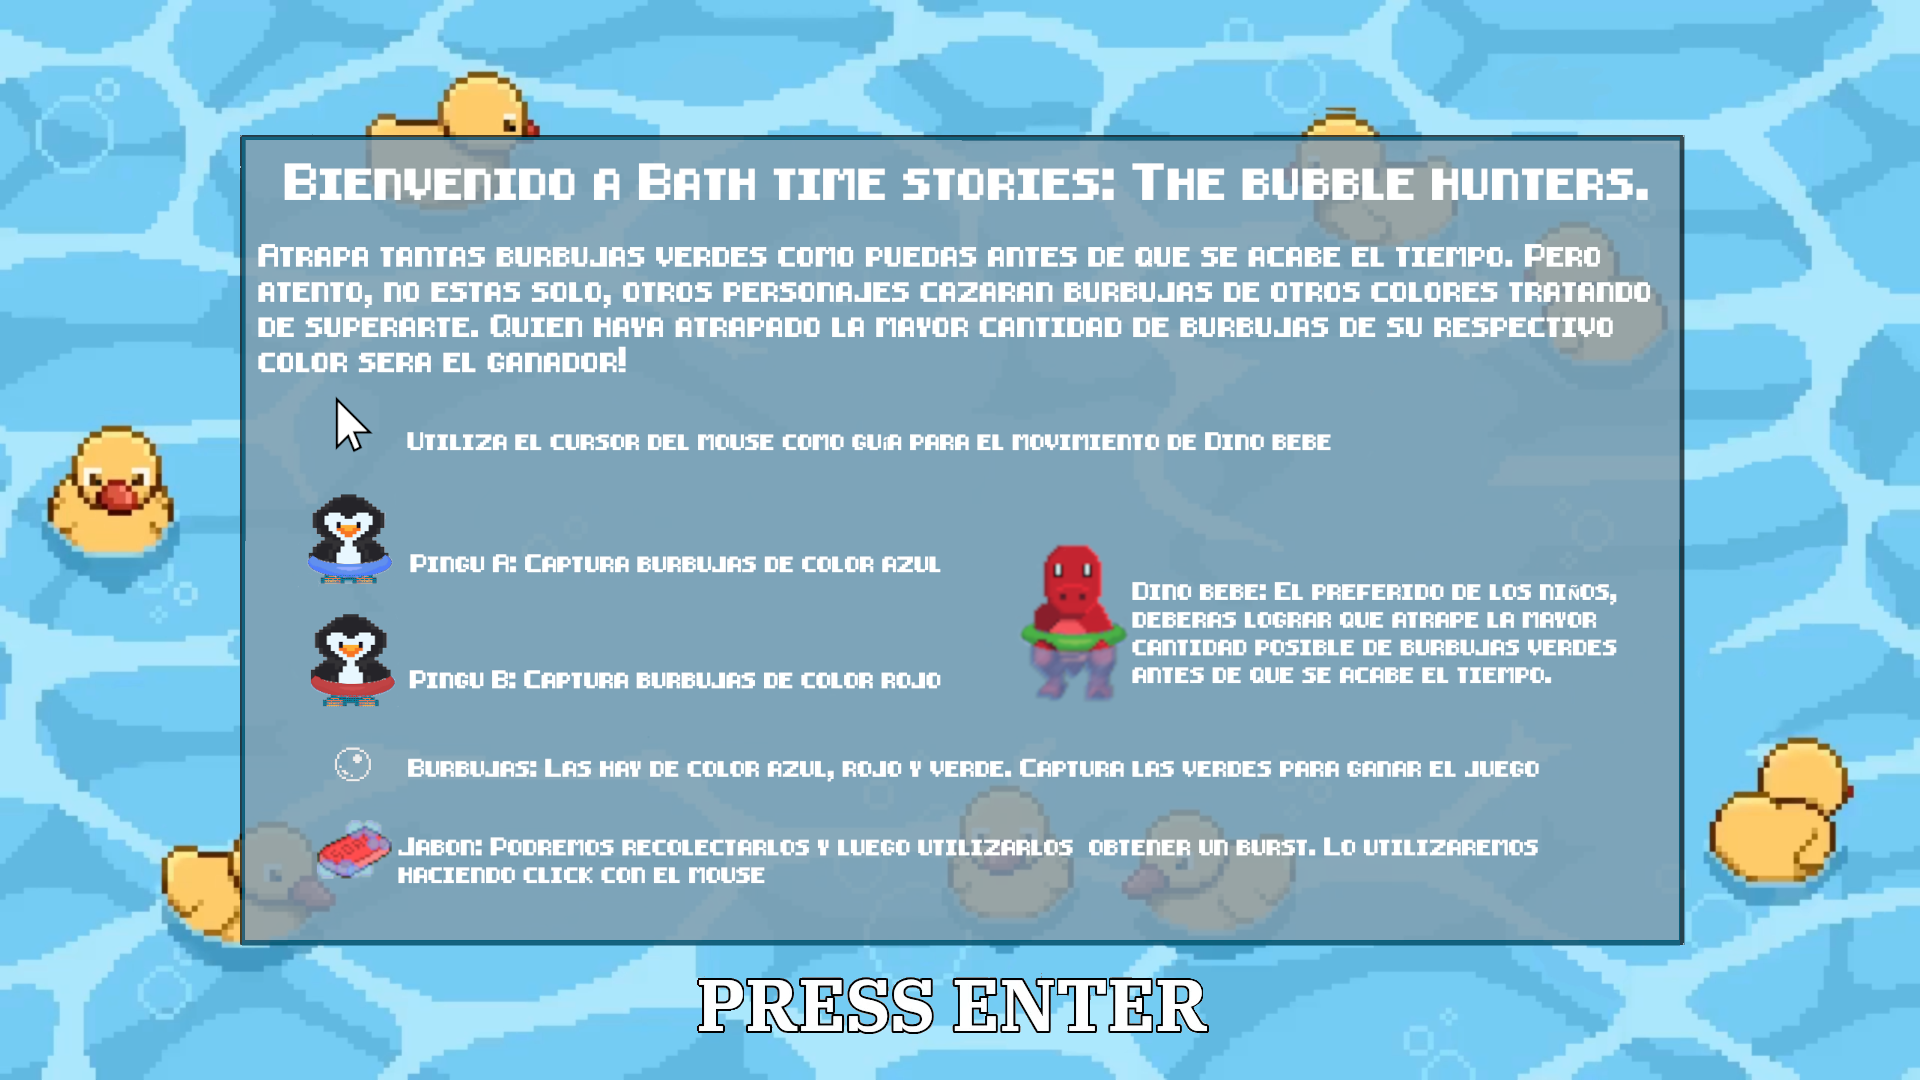 Bienvenido a Bath time stories: The bubble hunters.
Atrapa tantas burbujas verdes como puedas antes de que se acabe el tiempo. Pero
atento, no estas solo, otros personajes cazaran burbujas de otros colores tratando
de superarte. Quien haya atrapado la mayor cantidad de burbujas de su respectivo
color sera el ganador!
Utiliza el cursor del mouse como guía para el movimiento de Dino bebe
Pingu A: Captura burbujas de color azul
Pingu B: Captura burbujas de color rojo
Dino bebe: El preferido de los niños,
deberas lograr que atrape la mayor
cantidad posible de burbujas verdes
antes de que se acabe el tiempo.
Burbujas: Las hay de color azul, rojo y verde. Captura las verdes para ganar el juego
SOAP
Jabon: Podremos recolectarlos y luego utilizarlos  obtener un burst. Lo utilizaremos
haciendo click con el mouse
PRESS ENTER